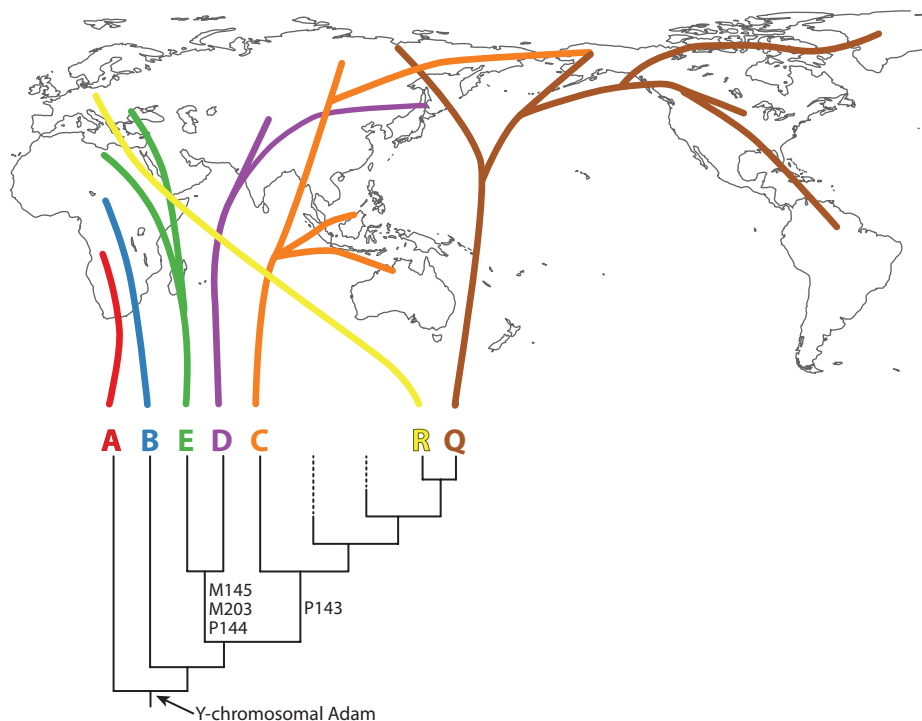 A B E D C R Q
M145
M203
P144
P143
Y-chromosomal Adam